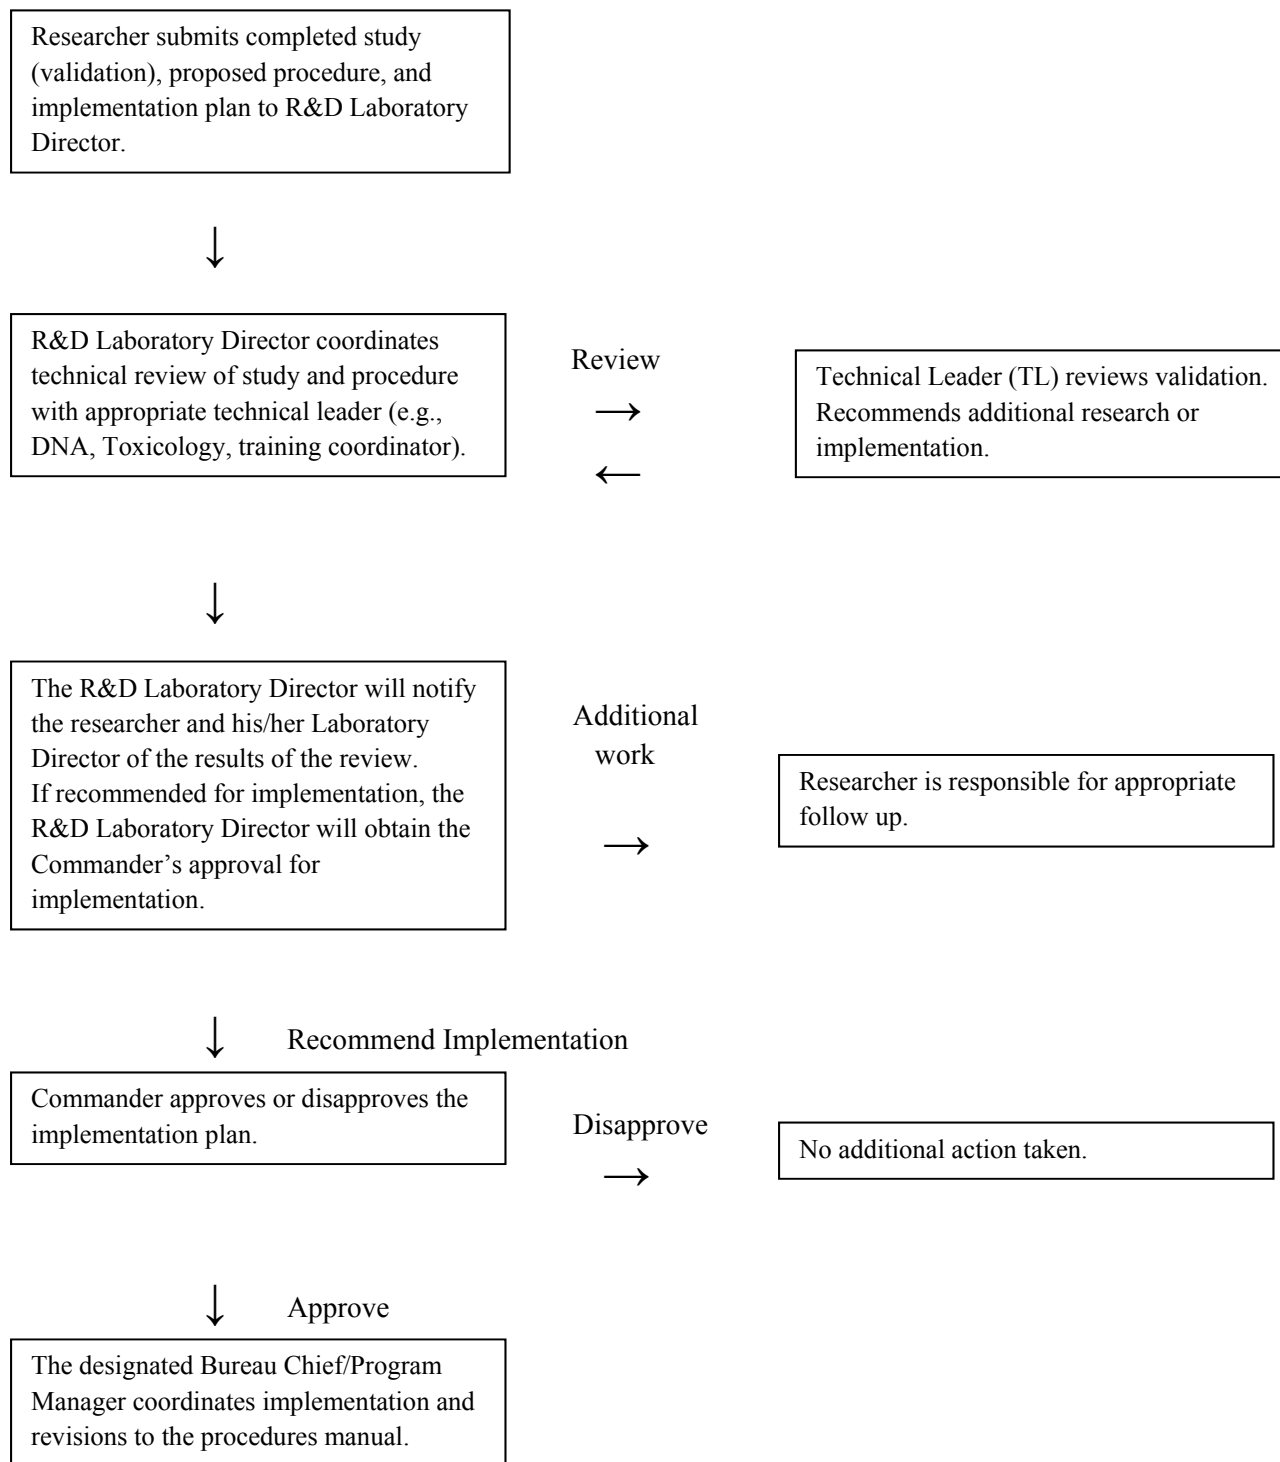 Researcher submits completed study
(validation), proposed procedure, and
implementation plan to R&D Laboratory
Director.
↓
R&D Laboratory Director coordinates
technical review of study and procedure
with appropriate technical leader (e.g.,
DNA, Toxicology, training coordinator).
Review
→
←
Technical Leader (TL) reviews validation.
Recommends additional research or
implementation.
↓
The R&D Laboratory Director will notify
the researcher and his/her Laboratory
Director of the results of the review.
If recommended for implementation, the
R&D Laboratory Director will obtain the
Commander’s approval for
implementation.
Additional
work
→
Researcher is responsible for appropriate
follow up.
↓ Recommend Implementation
Commander approves or disapproves the
implementation plan.
Disapprove
→
No additional action taken.
↓ Approve
The designated Bureau Chief/Program
Manager coordinates implementation and
revisions to the procedures manual.